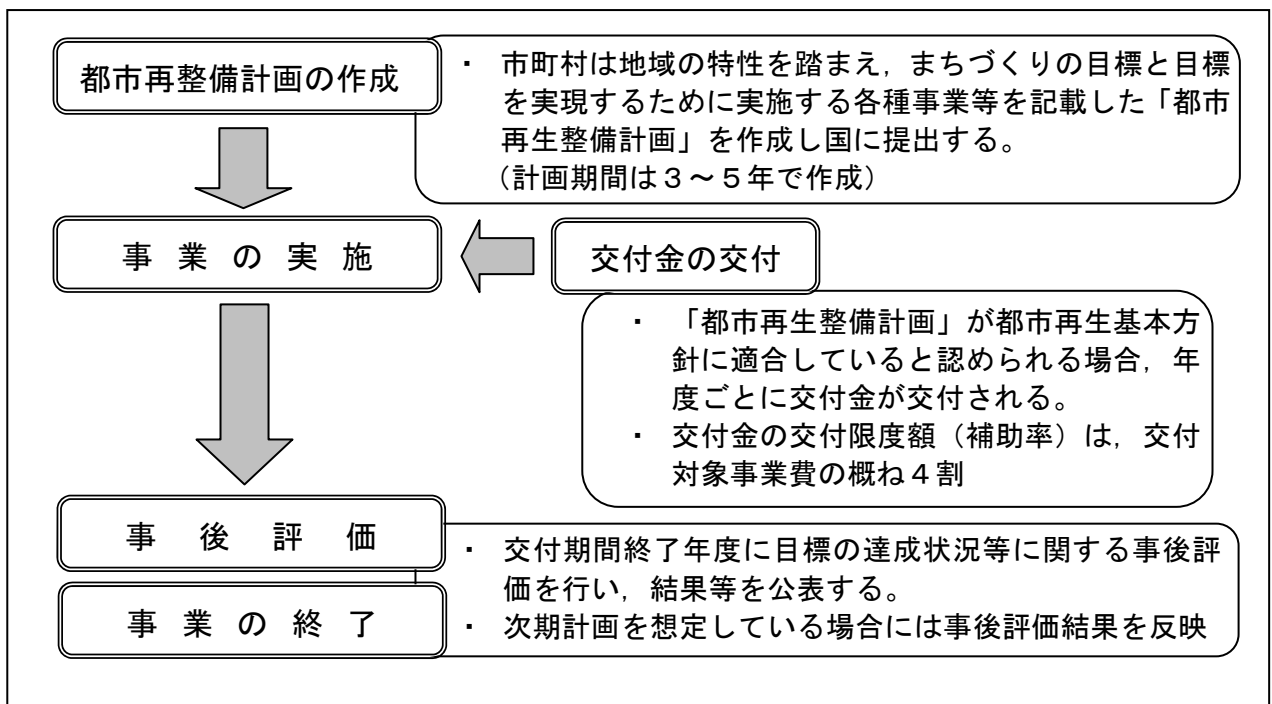 都市再整備計画の作成
・ 市町村は地域の特性を踏まえ，まちづくりの目標と目標
を実現するために実施する各種事業等を記載した「都市
再生整備計画」を作成し国に提出する。
（計画期間は３～５年で作成）
事業の実施
交付金の交付
・ 「都市再生整備計画」が都市再生基本方
針に適合していると認められる場合，年
度ごとに交付金が交付される。
・ 交付金の交付限度額（補助率）は，交付
対象事業費の概ね４割
事後評価
・ 交付期間終了年度に目標の達成状況等に関する事後評
価を行い，結果等を公表する。
事業の終了
・ 次期計画を想定している場合には事後評価結果を反映